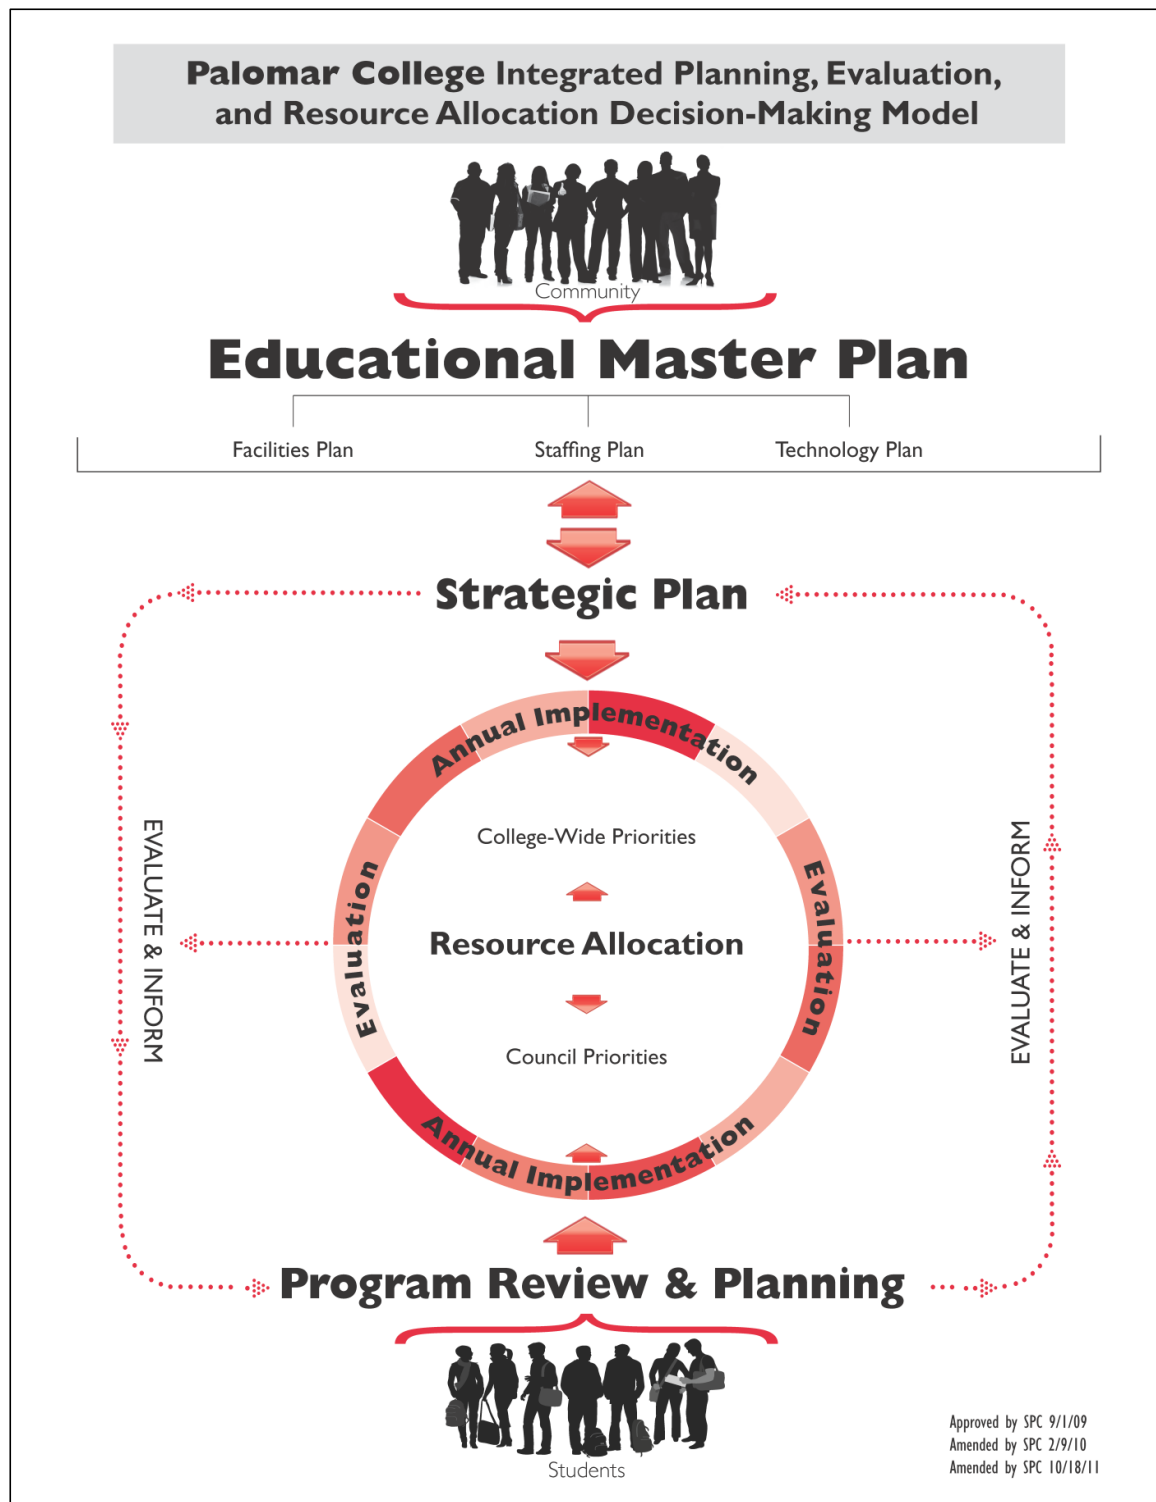 Palomar College Integrated Planning, Evaluation,
and Resource Allocation Decision-Making Model
Community
Educational Master Plan
Facilities Plan
Staffing Plan
Technology Plan
Strategic Plan
Annual Implementation
College-Wide Priorities
EVALUATE & INFORM
Evaluation
Resource Allocation
Evaluation
EVALUATE & INFORM
Council Priorities
Annual Implementation
Program Review & Planning
Students
Approved by SPC 9/1/09
Amended by SPC 2/9/10
Amended by SPC 10/18/11